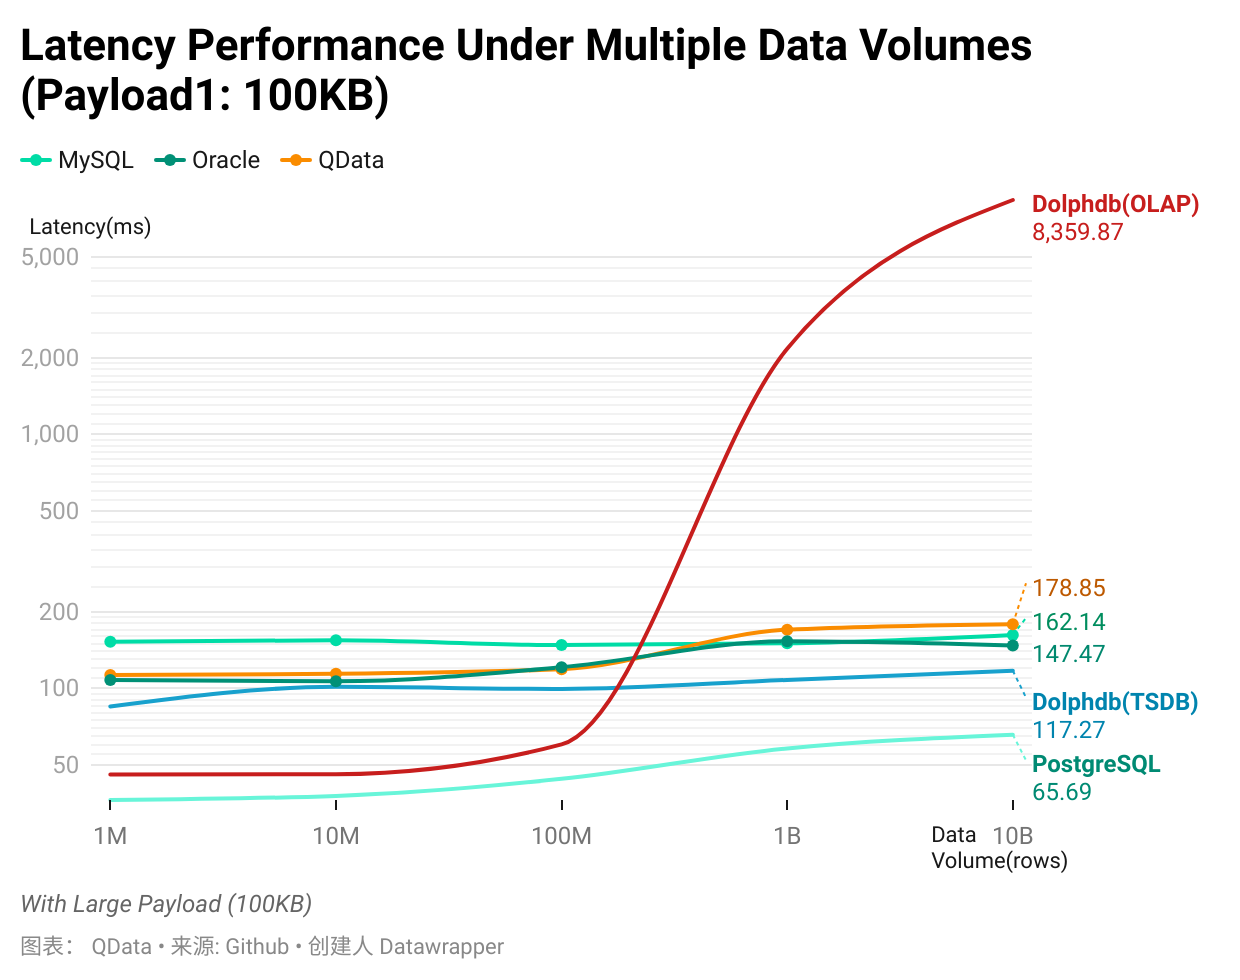 Latency Performance Under Multiple Data Volumes
(Payload1: 100KB)
MySQL Oracle QData
Latency(ms)
5,000
2,000
1,000
500
200
100
50
Dolphdb(OLAP)
8,359.87
178.85
162.14
147.47
Dolphdb(TSDB)
117.27
PostgreSQL
65.69
1M 10M 100M 1B 10B
Data
Volume(rows)
With Large Payload (100KB)
图表： QData • 来源: Github • 创建人 Datawrapper